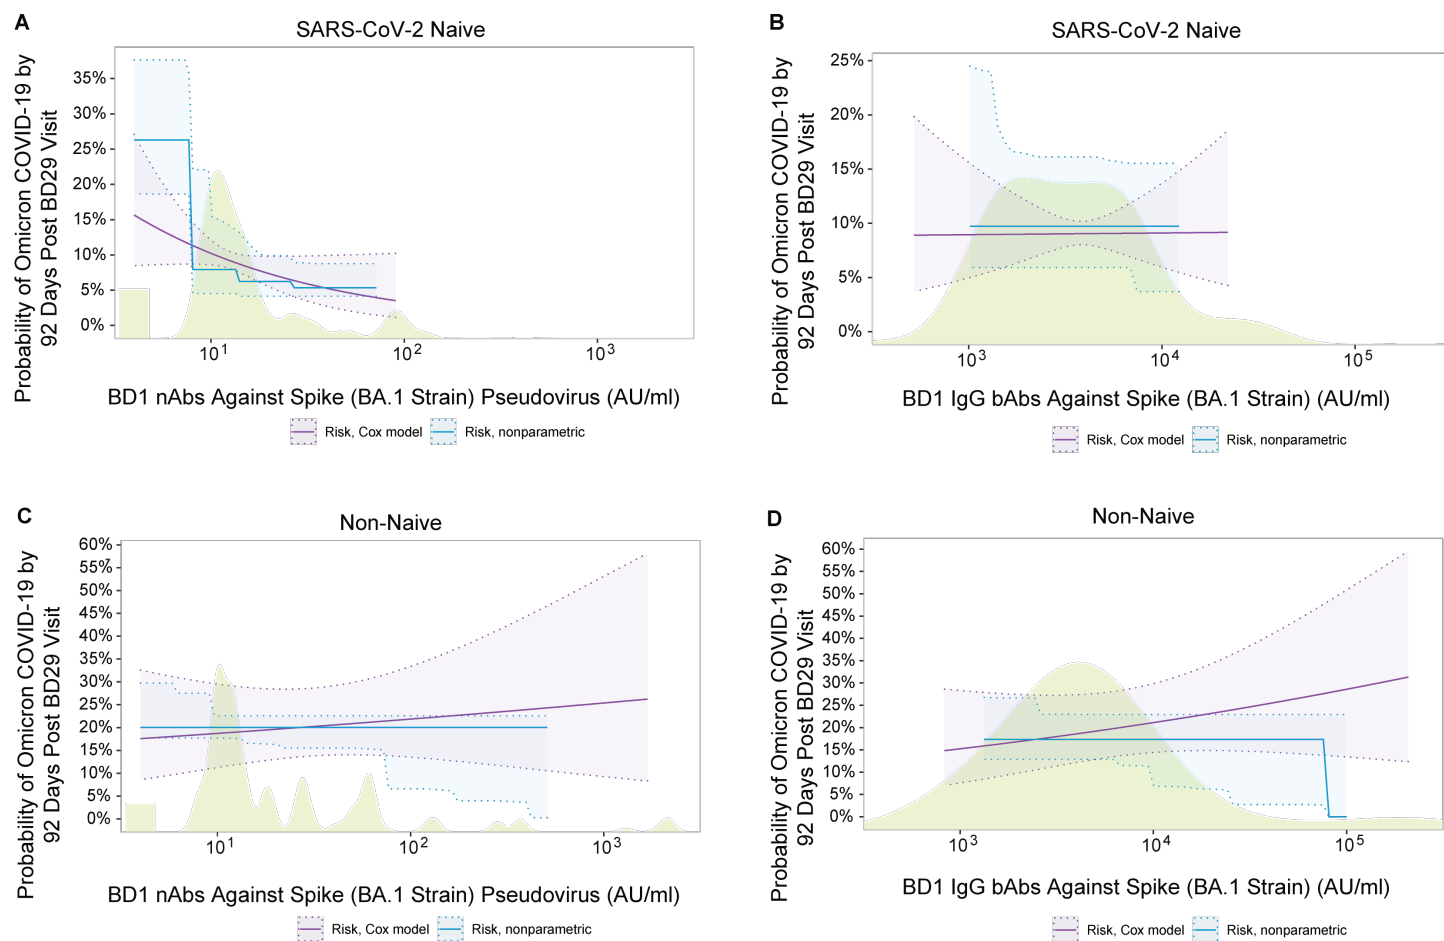 A
SARS-CoV-2 Naive
Probability of Omicron COVID-19 by
92 Days Post BD29 Visit
35%
30%
25%
20%
15%
10%
5%
0%
10^1
10^2
10^3
BD1 nAbs Against Spike (BA.1 Strain) Pseudovirus (AU/ml)
Risk, Cox model
Risk, nonparametric
B
SARS-CoV-2 Naive
Probability of Omicron COVID-19 by
92 Days Post BD29 Visit
25%
20%
15%
10%
5%
0%
10^3
10^4
10^5
BD1 IgG bAbs Against Spike (BA.1 Strain) (AU/ml)
Risk, Cox model
Risk, nonparametric
C
Non-Naive
Probability of Omicron COVID-19 by
92 Days Post BD29 Visit
60%
55%
50%
45%
40%
35%
30%
25%
20%
15%
10%
5%
0%
10^1
10^2
10^3
BD1 nAbs Against Spike (BA.1 Strain) Pseudovirus (AU/ml)
Risk, Cox model
Risk, nonparametric
D
Non-Naive
Probability of Omicron COVID-19 by
92 Days Post BD29 Visit
60%
55%
50%
45%
40%
35%
30%
25%
20%
15%
10%
5%
0%
10^3
10^4
10^5
BD1 IgG bAbs Against Spike (BA.1 Strain) (AU/ml)
Risk, Cox model
Risk, nonparametric